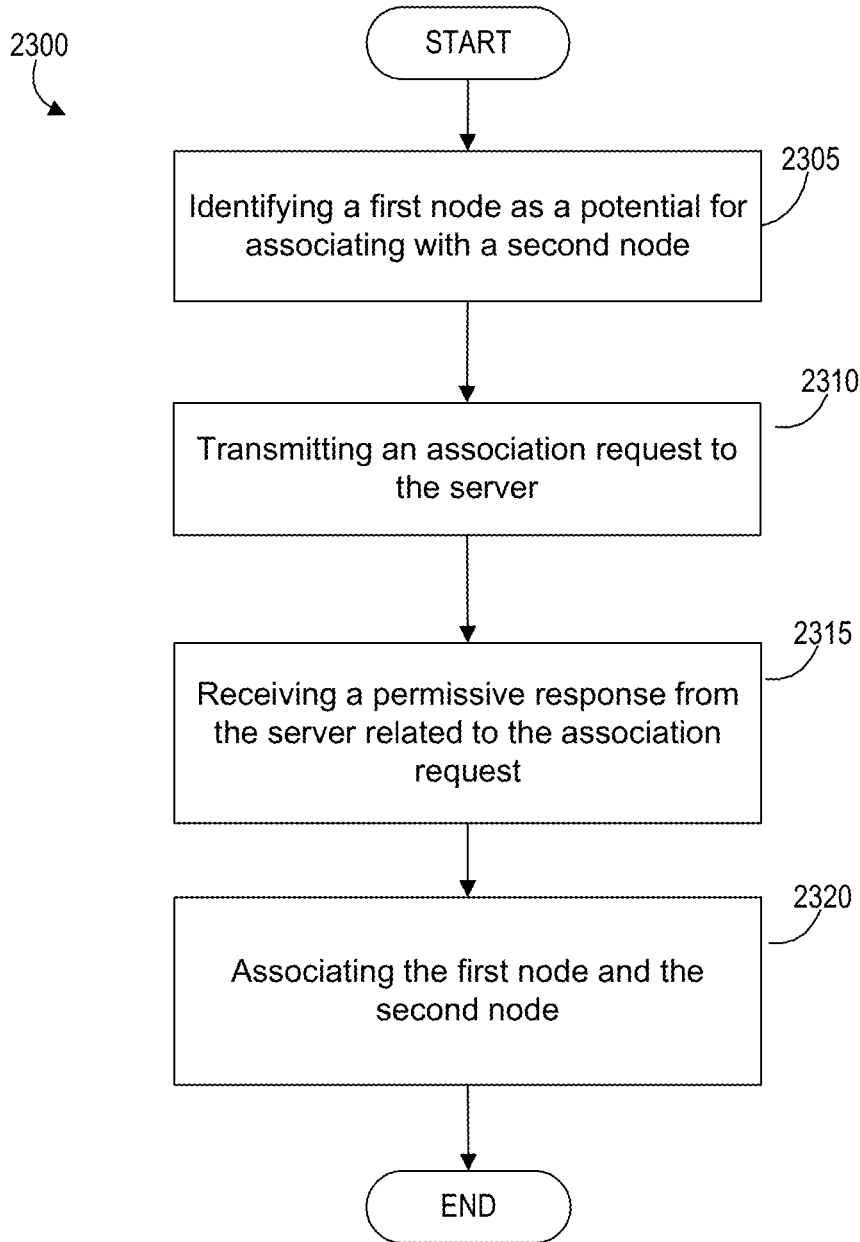 2300
START
2305
Identifying a first node as a potential for
associating with a second node
2310
Transmitting an association request to
the server
2315
Receiving a permissive response from
the server related to the association
request
2320
Associating the first node and the
second node
END